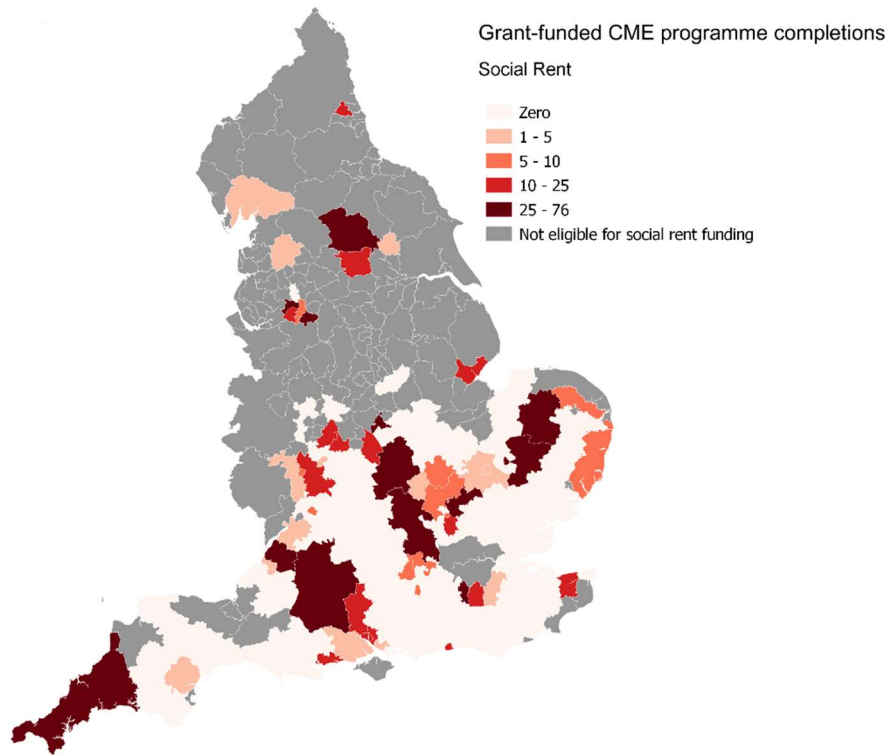 Grant-funded CME programme completions
Social Rent
Zero
1 - 5
5 - 10
10 - 25
25 - 76
Not eligible for social rent funding